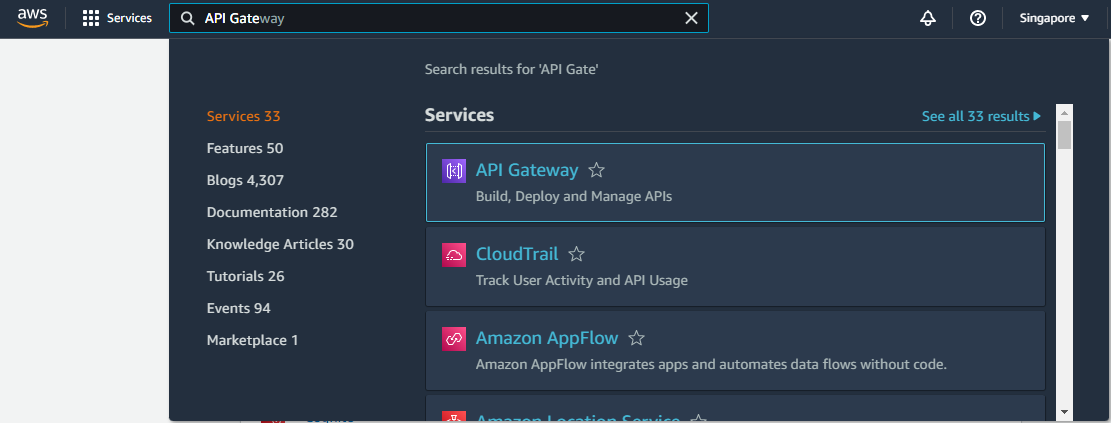 aws
Services
API Gateway
Singapore
Search results for 'API Gate'
Services 33
Features 50
Blogs 4,307
Documentation 282
Knowledge Articles 30
Tutorials 26
Events 94
Marketplace 1
Services
See all 33 results
API Gateway
Build, Deploy and Manage APIs
CloudTrail
Track User Activity and API Usage
Amazon AppFlow
Amazon AppFlow integrates apps and automates data flows without code.
Amazon Location Service